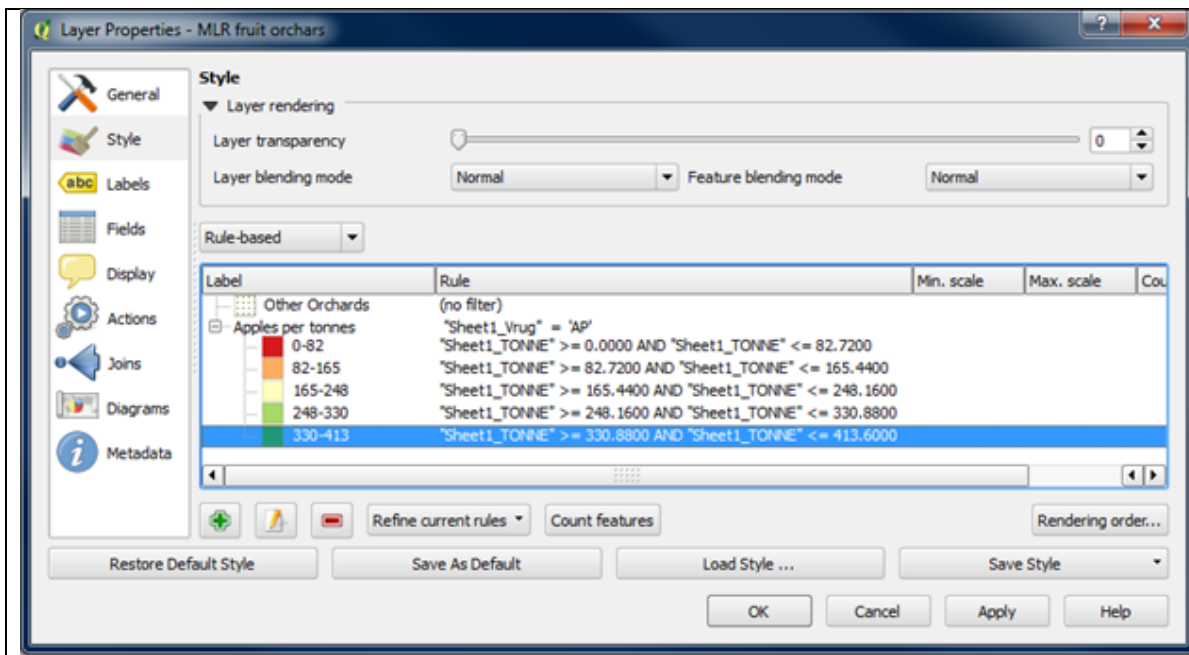 Layer Properties - MLR fruit orchars
?
X
General
Style
abc Labels
Fields
Display
Actions
Joins
Diagrams
i Metadata
Style
Layer rendering
Layer transparency 0
Layer blending mode Normal Feature blending mode Normal
Rule-based
Label Rule Min. scale Max. scale Cou
Other Orchards (no filter)
Apples per tonnes "Sheet1_Vrug" = 'AP'
0-82 "Sheet1_TONNE" >= 0.0000 AND "Sheet1_TONNE" <= 82.7200
82-165 "Sheet1_TONNE" >= 82.7200 AND "Sheet1_TONNE" <= 165.4400
165-248 "Sheet1_TONNE" >= 165.4400 AND "Sheet1_TONNE" <= 248.1600
248-330 "Sheet1_TONNE" >= 248.1600 AND "Sheet1_TONNE" <= 330.8800
330-413 "Sheet1_TONNE" >= 330.8800 AND "Sheet1_TONNE" <= 413.6000
Refine current rules Count features Rendering order...
Restore Default Style Save As Default Load Style ... Save Style
OK Cancel Apply Help